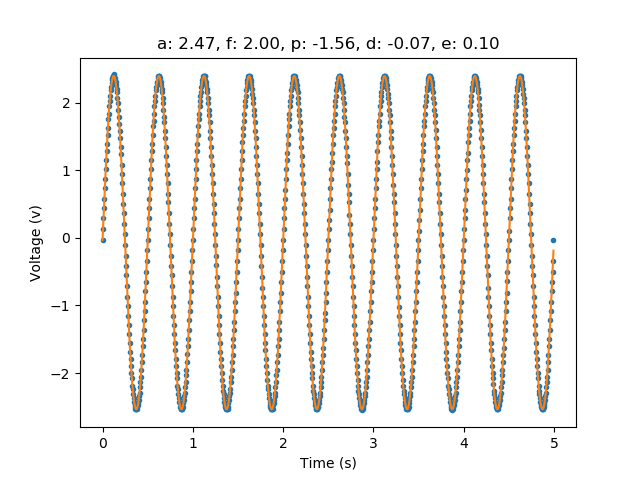 a: 2.47, f: 2.00, p: -1.56, d: -0.07, e: 0.10
Voltage (v)
2
1
0
−1
−2
0 1 2 3 4 5
Time (s)